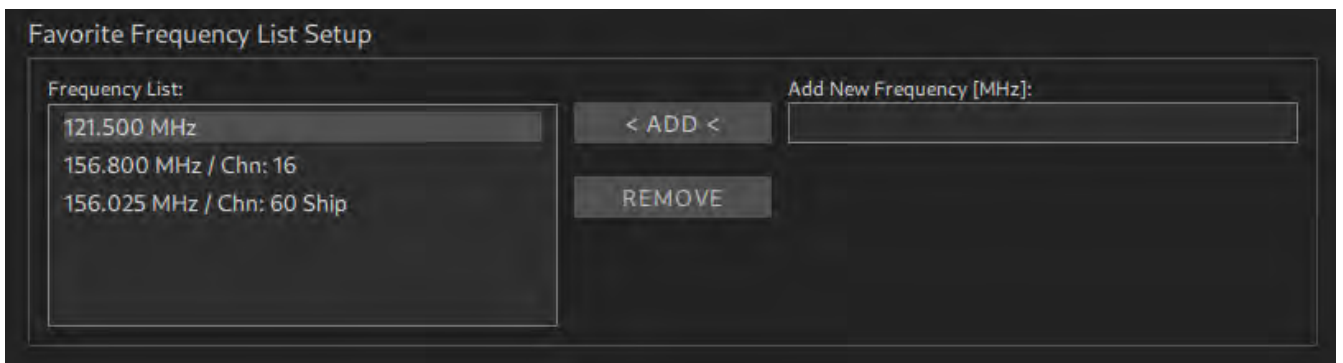 Favorite Frequency List Setup
Frequency List:
121.500 MHz
156.800 MHz / Chn: 16
156.025 MHz / Chn: 60 Ship
< ADD <
REMOVE
Add New Frequency [MHz]: